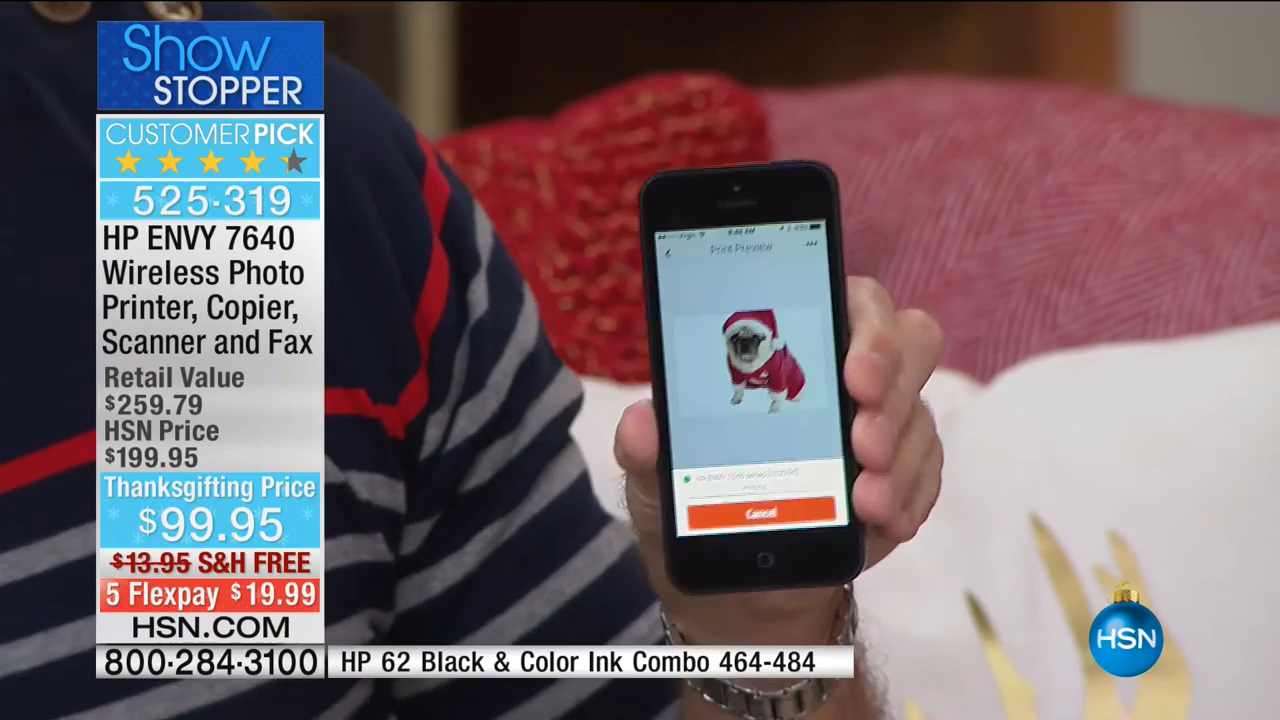 Show
STOPPER
CUSTOMER PICK
525-319
HP ENVY 7640
Wireless Photo
Printer, Copier,
Scanner and Fax
Retail Value
$259.79
HSN Price
$199.95
Thanksgifting Price
$99.95
$13.95 S&H FREE
5 Flexpay $19.99
HSN.COM
800-284-3100
HP 62 Black & Color Ink Combo 464-484
Print Preview
Cancel
HSN